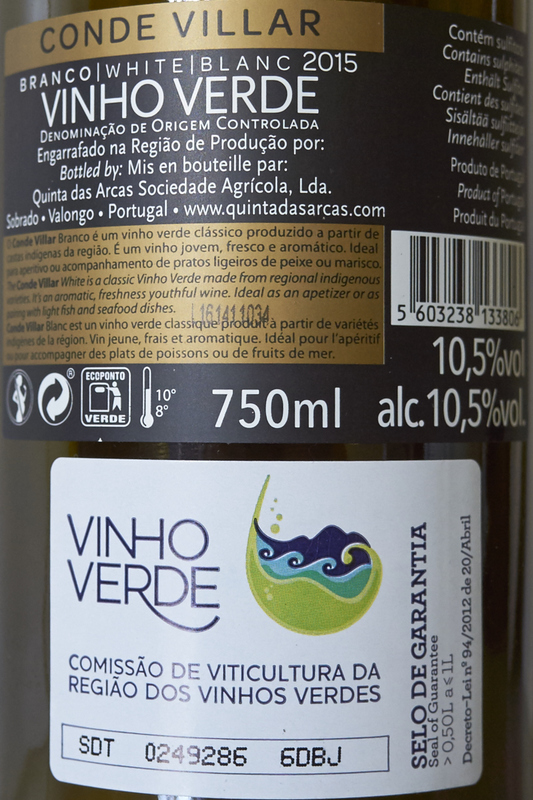 CONDE VILLAR
BRANCO|WHITE|BLANC 2015
VINHO VERDE
DENOMINAÇÃO DE ORIGEM CONTROLADA
Engarrafado na Região de Produção por:
Bottled by: Mis en bouteille par:
Quinta das Arcas Sociedade Agrícola, Lda.
Sobrado • Valongo • Portugal • www.quintadasarcas.com
O Conde Villar Branco é um vinho verde clássico produzido a partir de
castas indígenas da região. É um vinho jovem, fresco e aromático. Ideal
para aperitivo ou acompanhamento de pratos ligeiros de peixe ou marisco.
The Conde Villar White is a classic Vinho Verde made from regional indigenous
varieties. It's an aromatic, freshness youthful wine. Ideal as an apetizer or as
with light fish and seafood dishes.
L161411034
Conde Villar Blanc est un vinho verde classique produit à partir de variétés
indigènes de la région. Vin jeune, frais et aromatique. Idéal pour l'apéritif
ou pour accompagner des plats de poissons ou de fruits de mer.
Contém
Contains
Enthält
Contient des
Sisältää
Innehåller
Produto de
Product of
Produit du
5 603238 133806
10,5%vol
ECOPONTO
VERDE
10°
8°
750ml
alc.10,5%vol.
VINHO
VERDE
COMISSÃO DE VITICULTURA DA
REGIÃO DOS VINHOS VERDES
SDT 0249286 6DBJ
SELO DE GARANTIA
Seal of Guarantee
> 0,50L a ≤ 1L
Decreto-Lei nº 94/2012 de 20/Abril